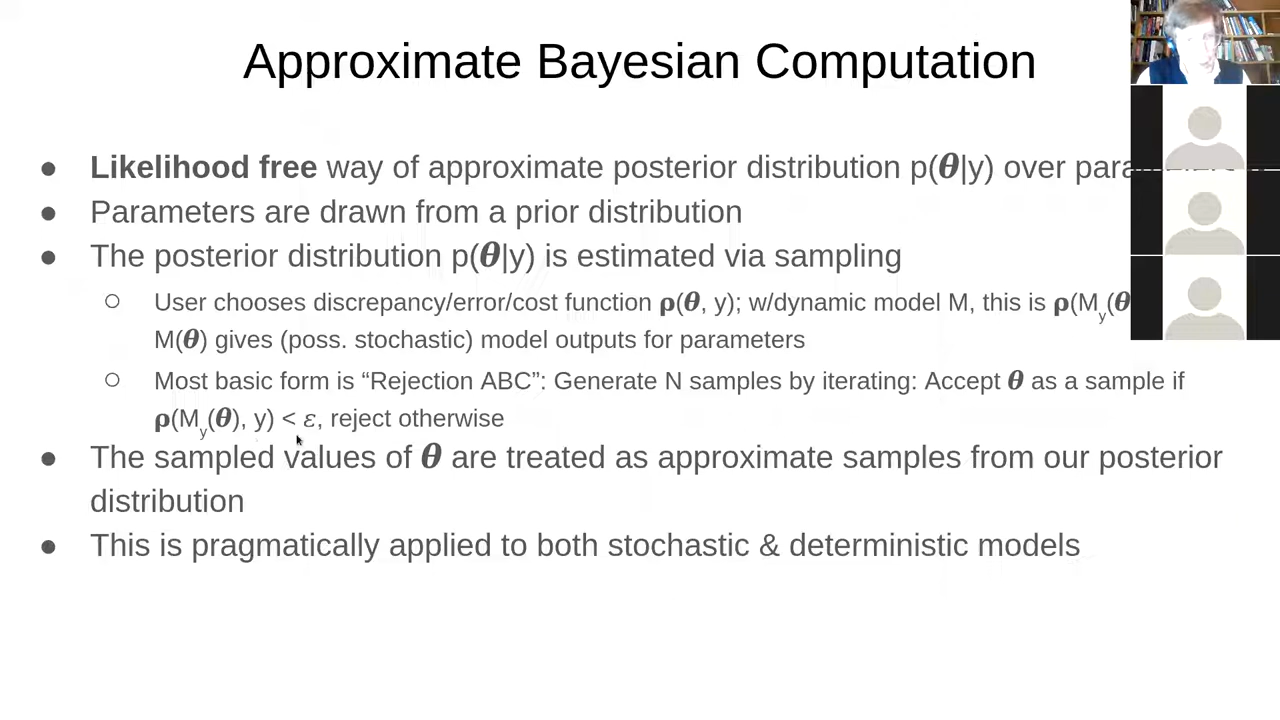 Approximate Bayesian Computation
● Likelihood free way of approximate posterior distribution p(θ|y) over
● Parameters are drawn from a prior distribution
● The posterior distribution p(θ|y) is estimated via sampling
○ User chooses discrepancy/error/cost function ρ(θ, y); w/dynamic model M, this is ρ(M_y(θ
M(θ) gives (poss. stochastic) model outputs for parameters
○ Most basic form is “Rejection ABC”: Generate N samples by iterating: Accept θ as a sample if
ρ(M_y(θ), y) < ε, reject otherwise
● The sampled values of θ are treated as approximate samples from our posterior
distribution
● This is pragmatically applied to both stochastic & deterministic models